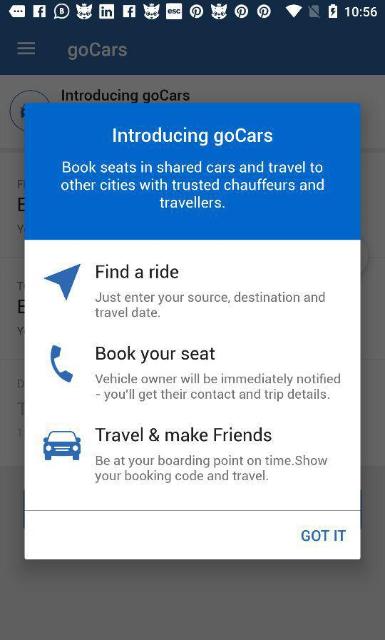 10:56
goCars
Introducing goCars
Introducing goCars
Book seats in shared cars and travel to
other cities with trusted chauffeurs and
travellers.
Find a ride
Just enter your source, destination and
travel date.
Book your seat
Vehicle owner will be immediately notified
- you'll get their contact and trip details.
Travel & make Friends
Be at your boarding point on time.Show
your booking code and travel.
GOT IT